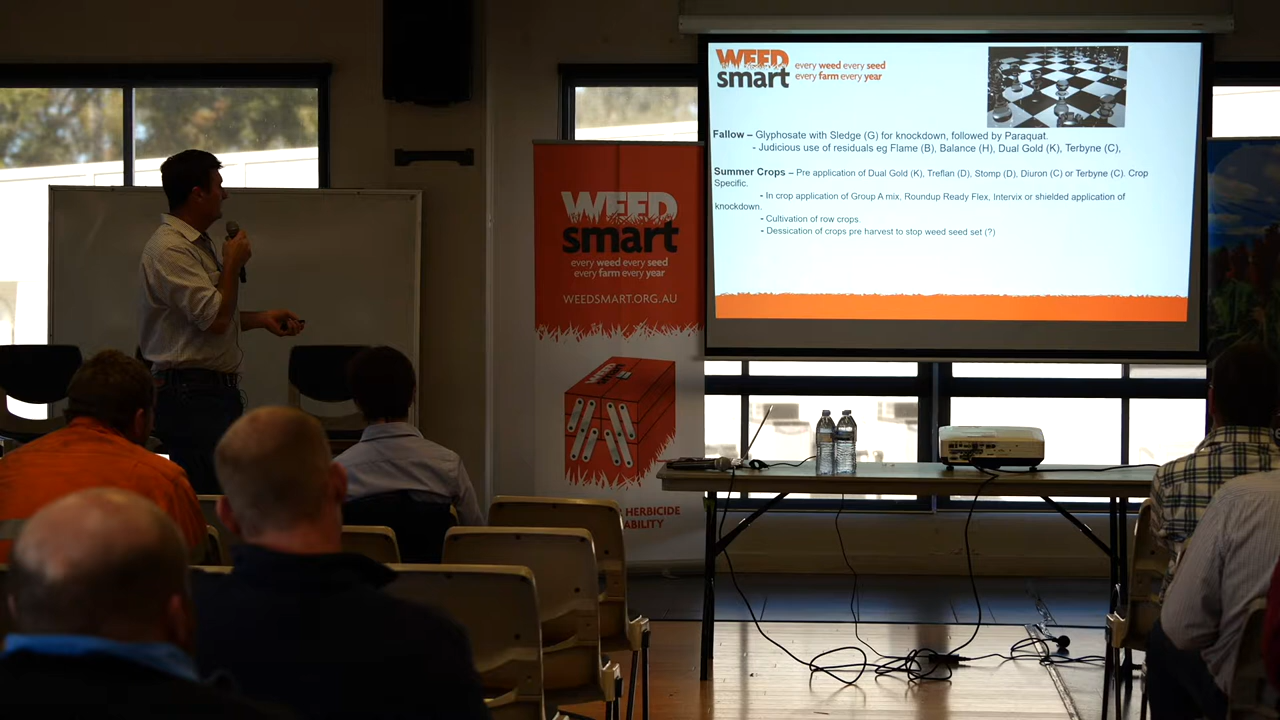 WEED
smart
every weed every seed
every farm every year
Fallow – Glyphosate with Sledge (G) for knockdown, followed by Paraquat.
- Judicious use of residuals eg Flame (B), Balance (H), Dual Gold (K), Terbyne (C),
Summer Crops – Pre application of Dual Gold (K), Treflan (D), Stomp (D), Diuron (C) or Terbyne (C). Crop
Specific.
- In crop application of Group A mix, Roundup Ready Flex, Intervix or shielded application of
knockdown.
- Cultivation of row crops
- Dessication of crops pre harvest to stop weed seed set (?)
WEED
smart
every weed every seed
every farm every year
WEEDSMART.ORG.AU
WEED
HERBICIDE
ABILITY